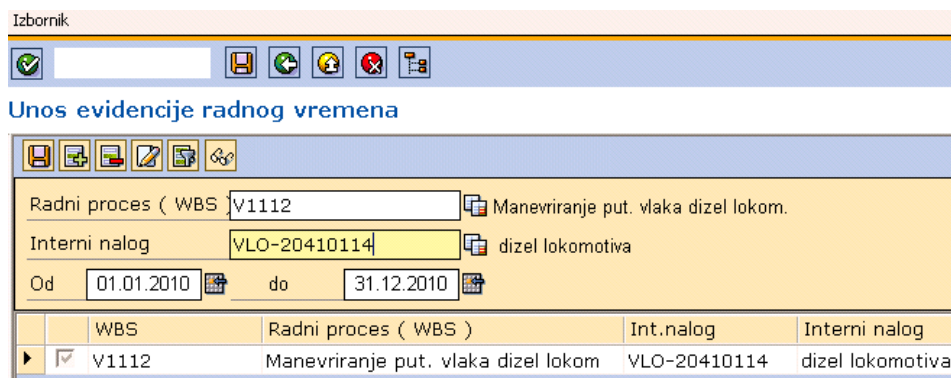 Izbornik
Unos evidencije radnog vremena
Radni proces ( WBS ) V1112 Manevriranje put. vlaka dizel lokom.
Interni nalog VLO-20410114 dizel lokomotiva
Od 01.01.2010 do 31.12.2010
WBS Radni proces ( WBS ) Int.nalog Interni nalog
V1112 Manevriranje put. vlaka dizel lokom VLO-20410114 dizel lokomotiva